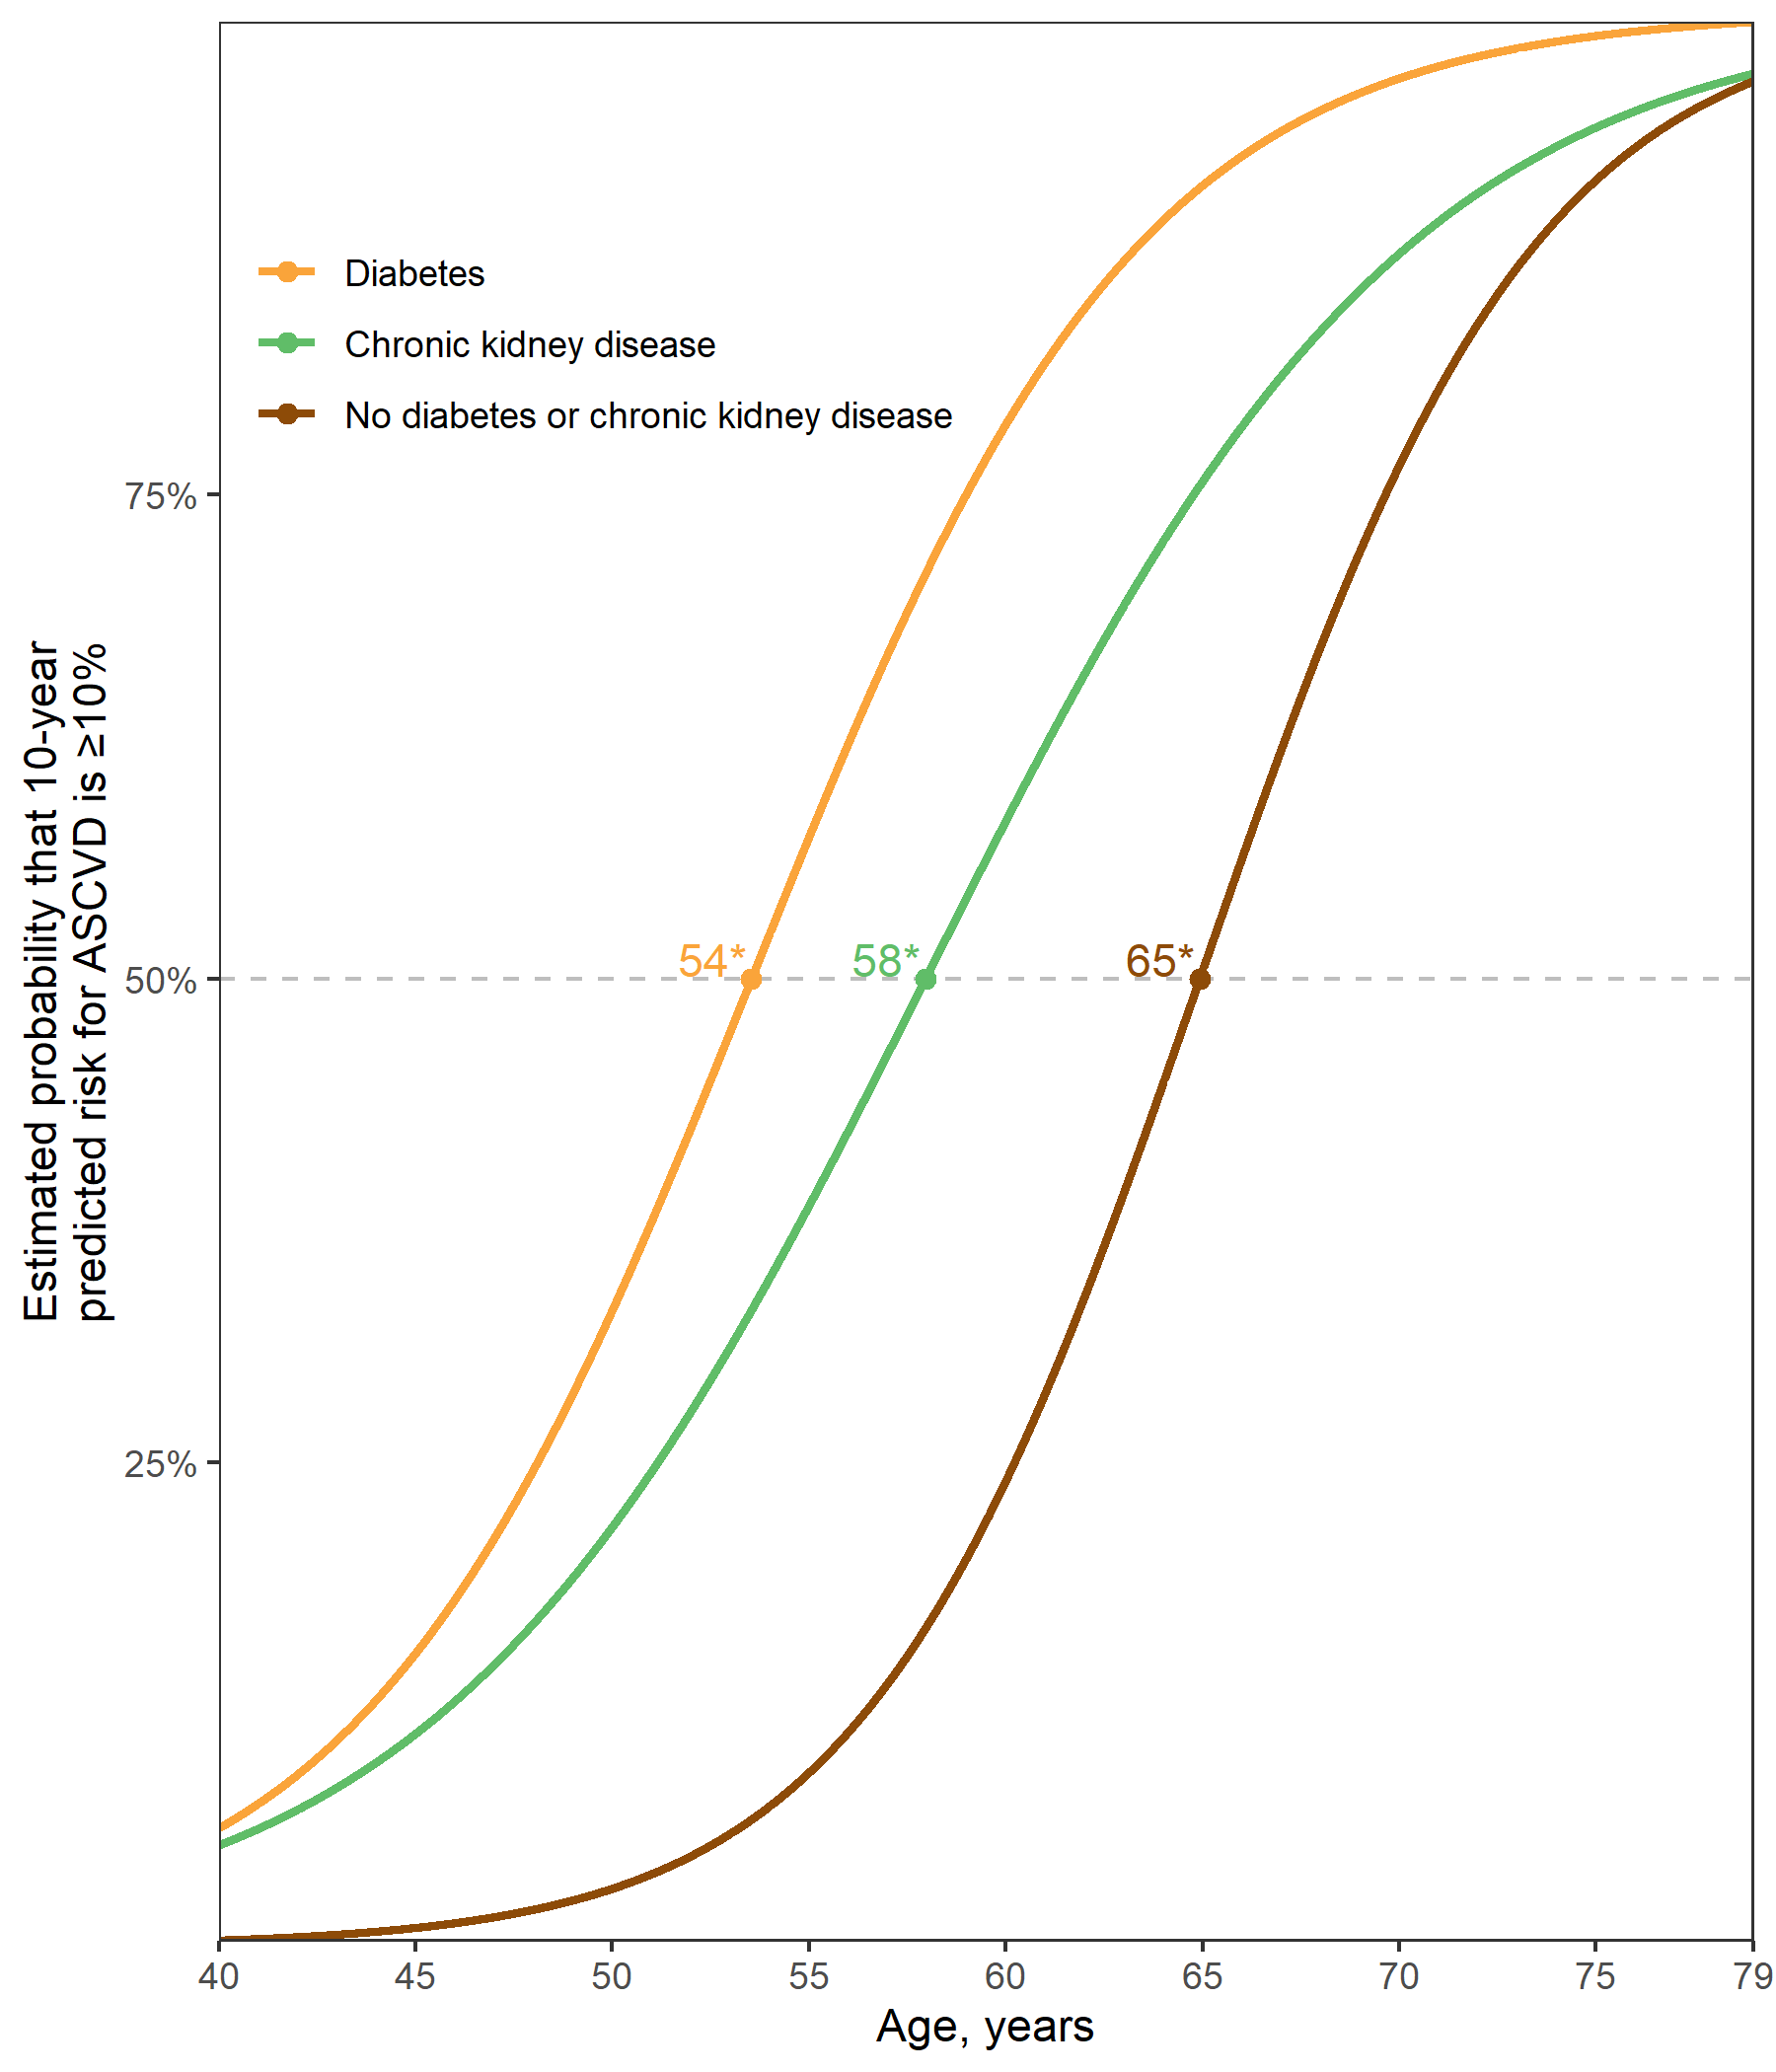 Diabetes
Chronic kidney disease
No diabetes or chronic kidney disease
75%
50%
25%
54*
58*
65*
Estimated probability that 10-year
predicted risk for ASCVD is ≥10%
40
45
50
55
60
65
70
75
79
Age, years